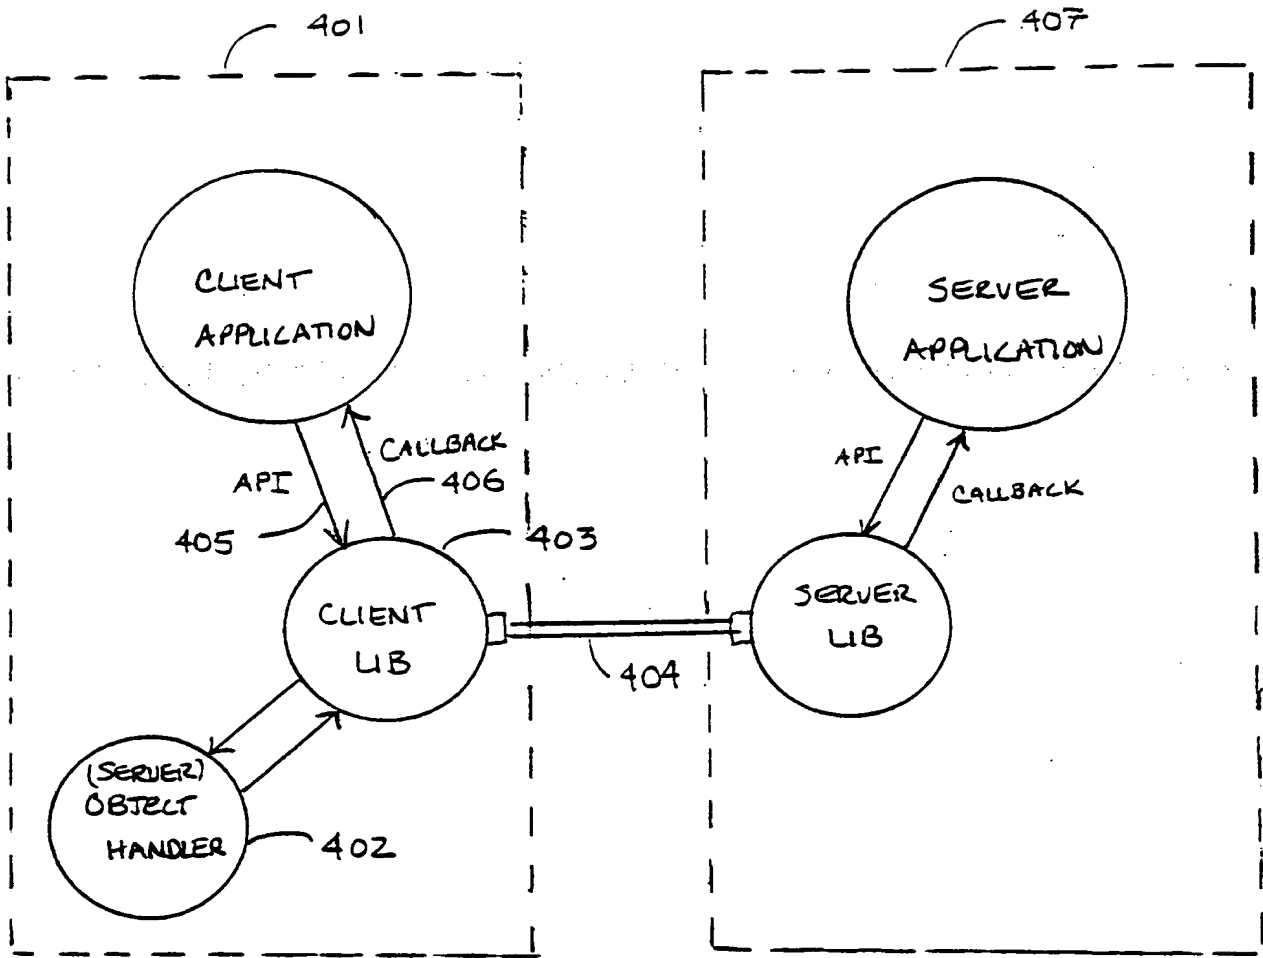 401
407
CLIENT
APPLICATION
SERVER
APPLICATION
CALLBACK
API
406
405
403
API
CALLBACK
CLIENT
LIB
SERVER
LIB
404
(SERVER)
OBJECT
HANDLER
402